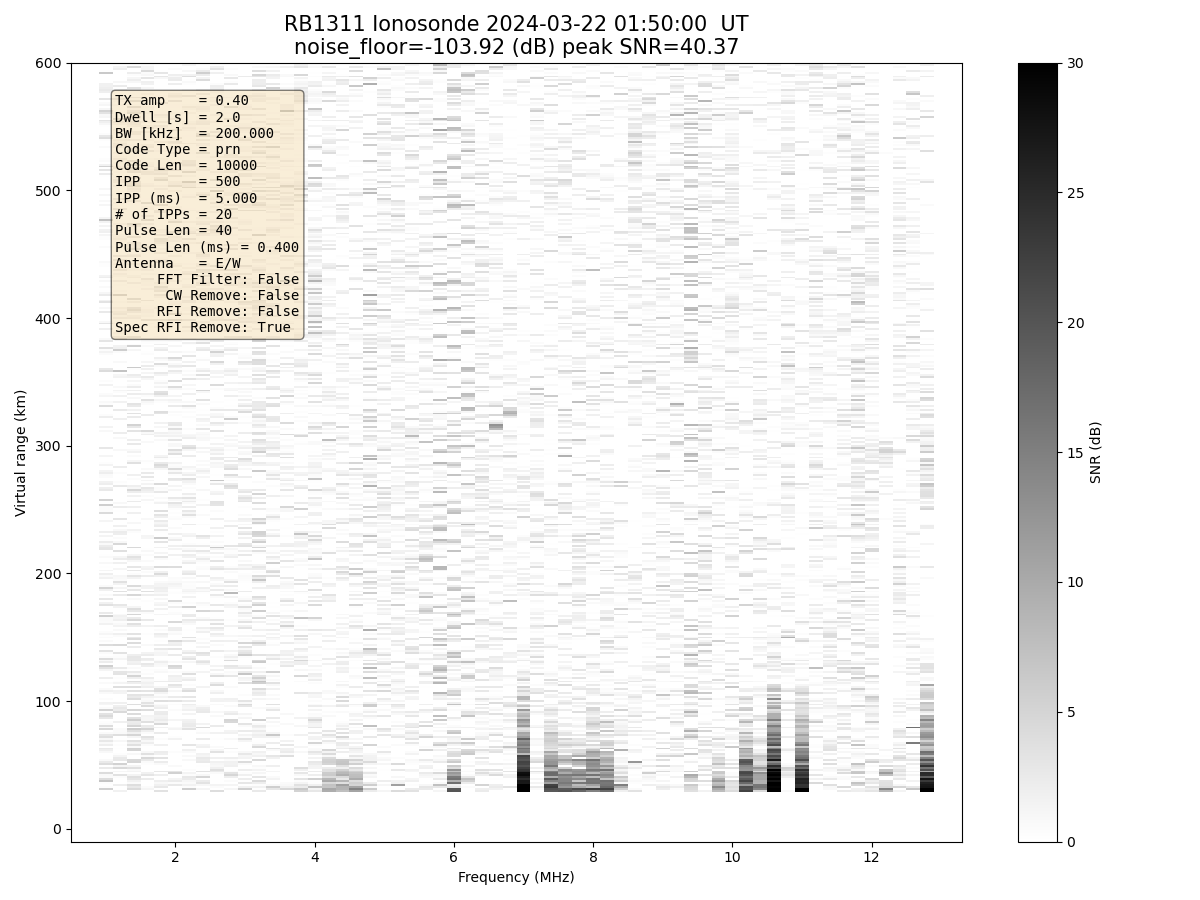 RB1311 Ionosonde 2024-03-22 01:50:00  UT
noise_floor=-103.92 (dB) peak SNR=40.37
TX amp    = 0.40
Dwell [s] = 2.0
BW [kHz]  = 200.000
Code Type = prn
Code Len  = 10000
IPP       = 500
IPP (ms)  = 5.000
# of IPPs = 20
Pulse Len = 40
Pulse Len (ms) = 0.400
Antenna   = E/W
FFT Filter: False
CW Remove: False
RFI Remove: False
Spec RFI Remove: True
Virtual range (km)
600
500
400
300
200
100
0
2 4 6 8 10 12
Frequency (MHz)
30
25
20
15
10
5
0
SNR (dB)